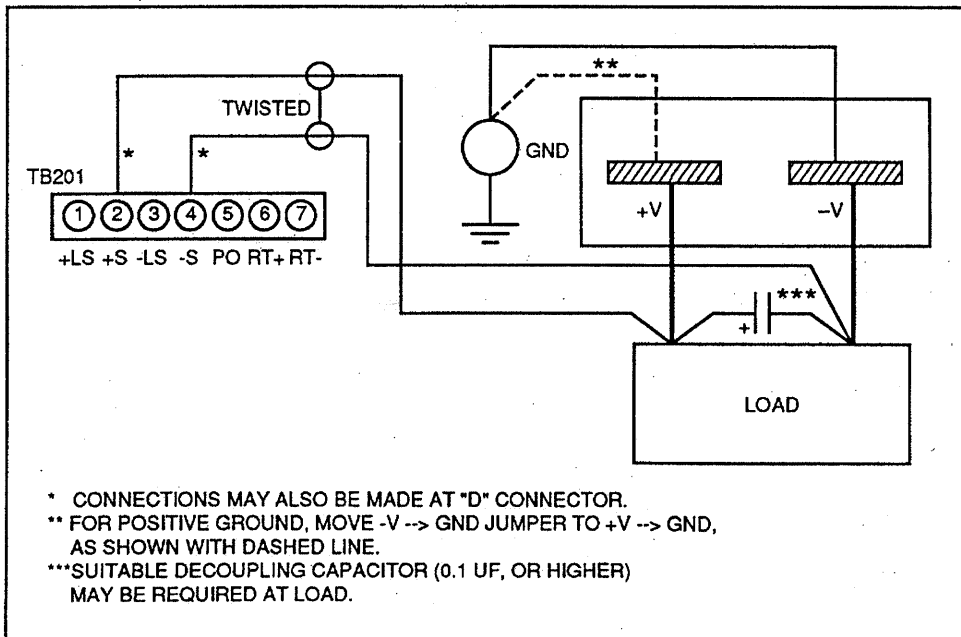 **
TWISTED
* *
GND
TB201
+V -V
1 2 3 4 5 6 7
+LS +S -LS -S PO RT+ RT-
***
+
LOAD
* CONNECTIONS MAY ALSO BE MADE AT "D" CONNECTOR.
** FOR POSITIVE GROUND, MOVE -V --> GND JUMPER TO +V --> GND,
AS SHOWN WITH DASHED LINE.
***SUITABLE DECOUPLING CAPACITOR (0.1 UF, OR HIGHER)
MAY BE REQUIRED AT LOAD.